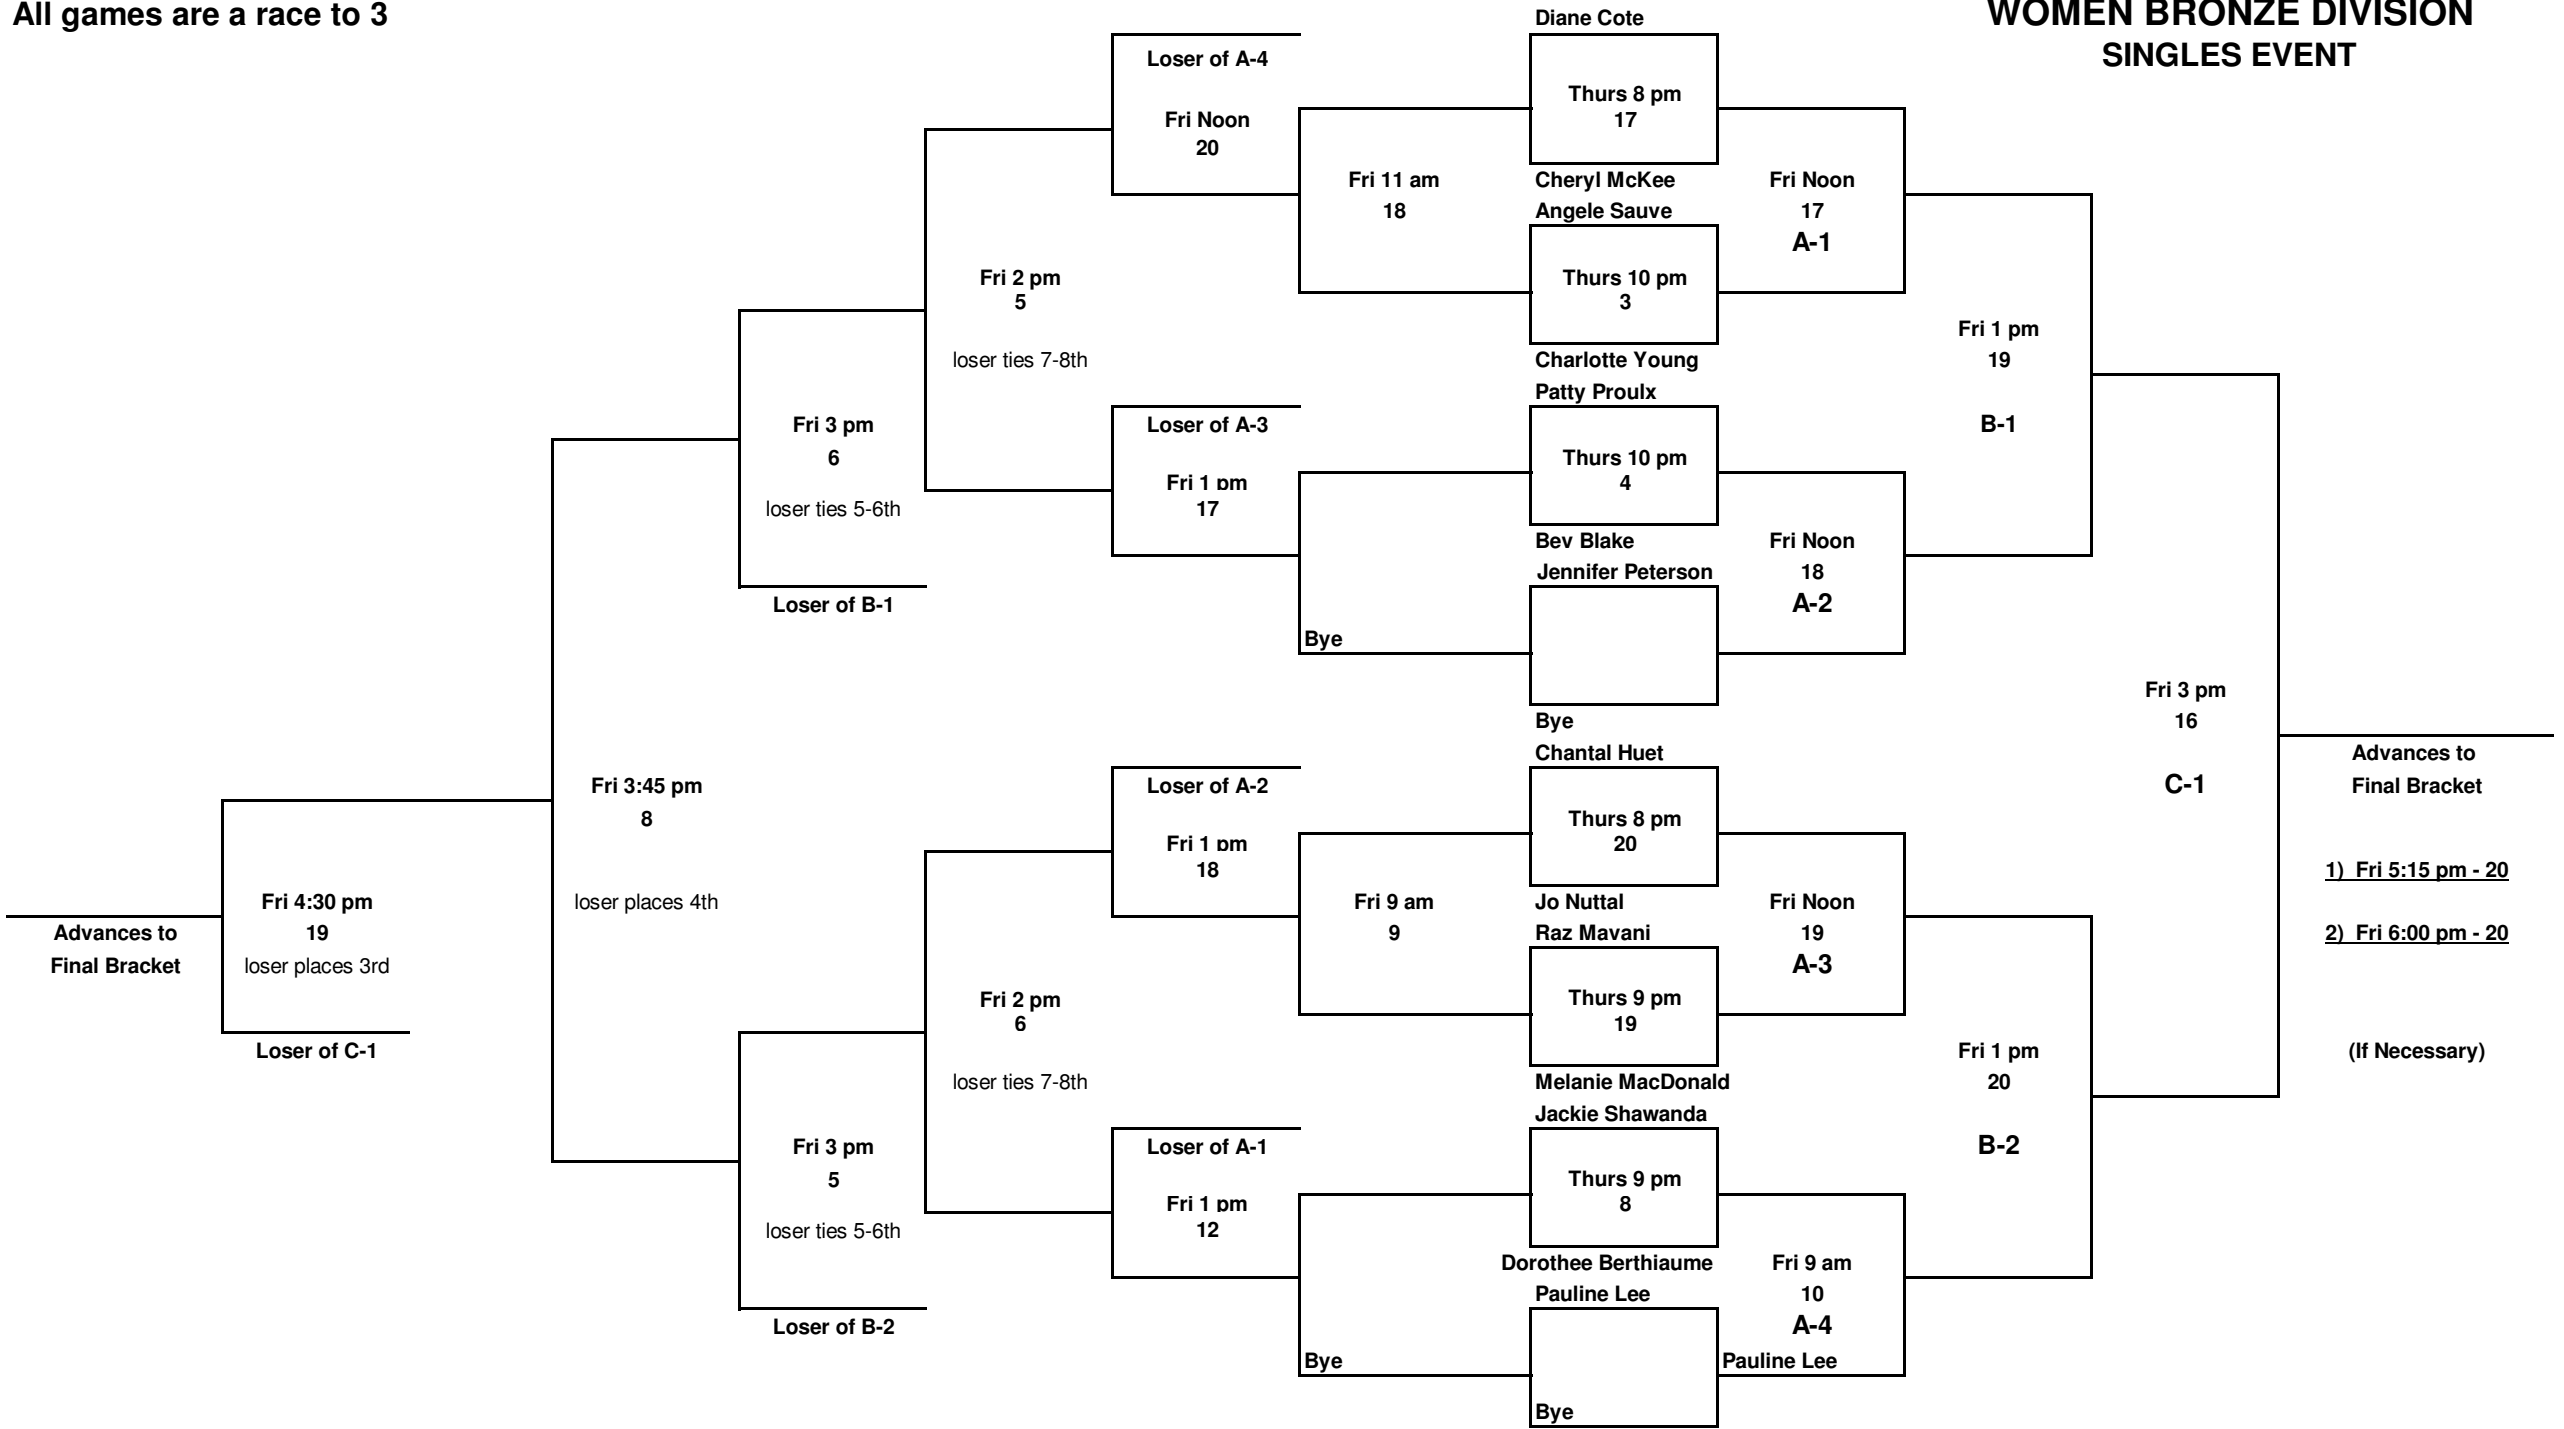 All games are a race to 3
WOMEN BRONZE DIVISION
SINGLES EVENT
Diane Cote
Loser of A-4
Thurs 8 pm
17
Fri Noon
20
Fri 11 am
18
Cheryl McKee
Angele Sauve
Fri Noon
17
A-1
Fri 2 pm
5
Thurs 10 pm
3
loser ties 7-8th
Charlotte Young
Patty Proulx
Fri 1 pm
19
B-1
Fri 3 pm
6
loser ties 5-6th
Loser of A-3
Fri 1 pm
17
Thurs 10 pm
4
Bev Blake
Jennifer Peterson
Fri Noon
18
A-2
Loser of B-1
Bye
Bye
Chantal Huet
Fri 3 pm
16
C-1
Advances to
Final Bracket
Fri 3:45 pm
8
loser places 4th
Loser of A-2
Fri 1 pm
18
Thurs 8 pm
20
1) Fri 5:15 pm - 20
2) Fri 6:00 pm - 20
(If Necessary)
Fri 4:30 pm
19
loser places 3rd
Advances to
Final Bracket
Loser of C-1
Fri 9 am
9
Jo Nuttal
Raz Mavani
Fri Noon
19
A-3
Fri 2 pm
6
loser ties 7-8th
Thurs 9 pm
19
Melanie MacDonald
Jackie Shawanda
Fri 1 pm
20
B-2
Fri 3 pm
5
loser ties 5-6th
Loser of A-1
Fri 1 pm
12
Thurs 9 pm
8
Dorothee Berthiaume
Pauline Lee
Fri 9 am
10
A-4
Loser of B-2
Bye
Pauline Lee
Bye